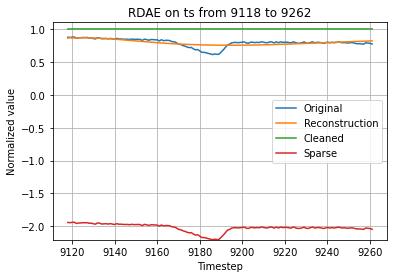 RDAE on ts from 9118 to 9262
1.0
0.5
0.0
−0.5
−1.0
−1.5
−2.0
Normalized value
Original
Reconstruction
Cleaned
Sparse
9120 9140 9160 9180 9200 9220 9240 9260
Timestep